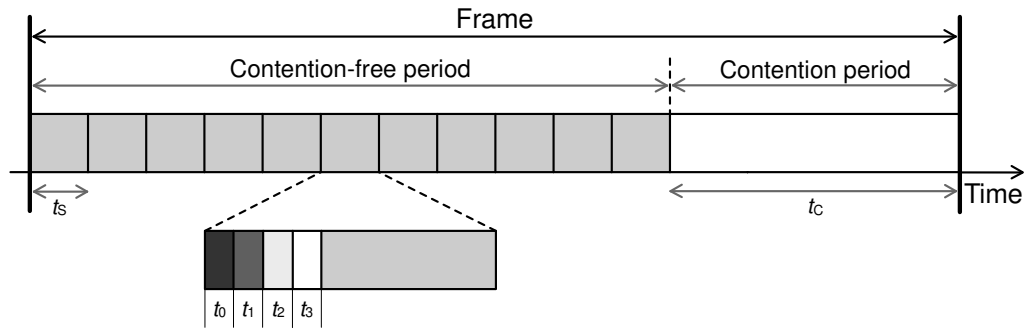 Frame
Contention-free period
Contention period
tS
tC
Time
t0
t1
t2
t3